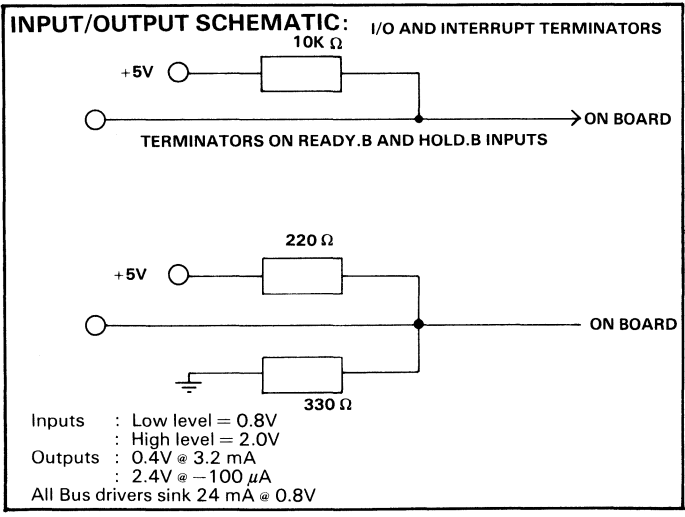 INPUT/OUTPUT SCHEMATIC: I/O AND INTERRUPT TERMINATORS
10K Ω
+5V
ON BOARD
TERMINATORS ON READY.B AND HOLD.B INPUTS
220 Ω
+5V
ON BOARD
330 Ω
Inputs : Low level = 0.8V
: High level = 2.0V
Outputs : 0.4V @ 3.2 mA
: 2.4V @ −100 μA
All Bus drivers sink 24 mA @ 0.8V